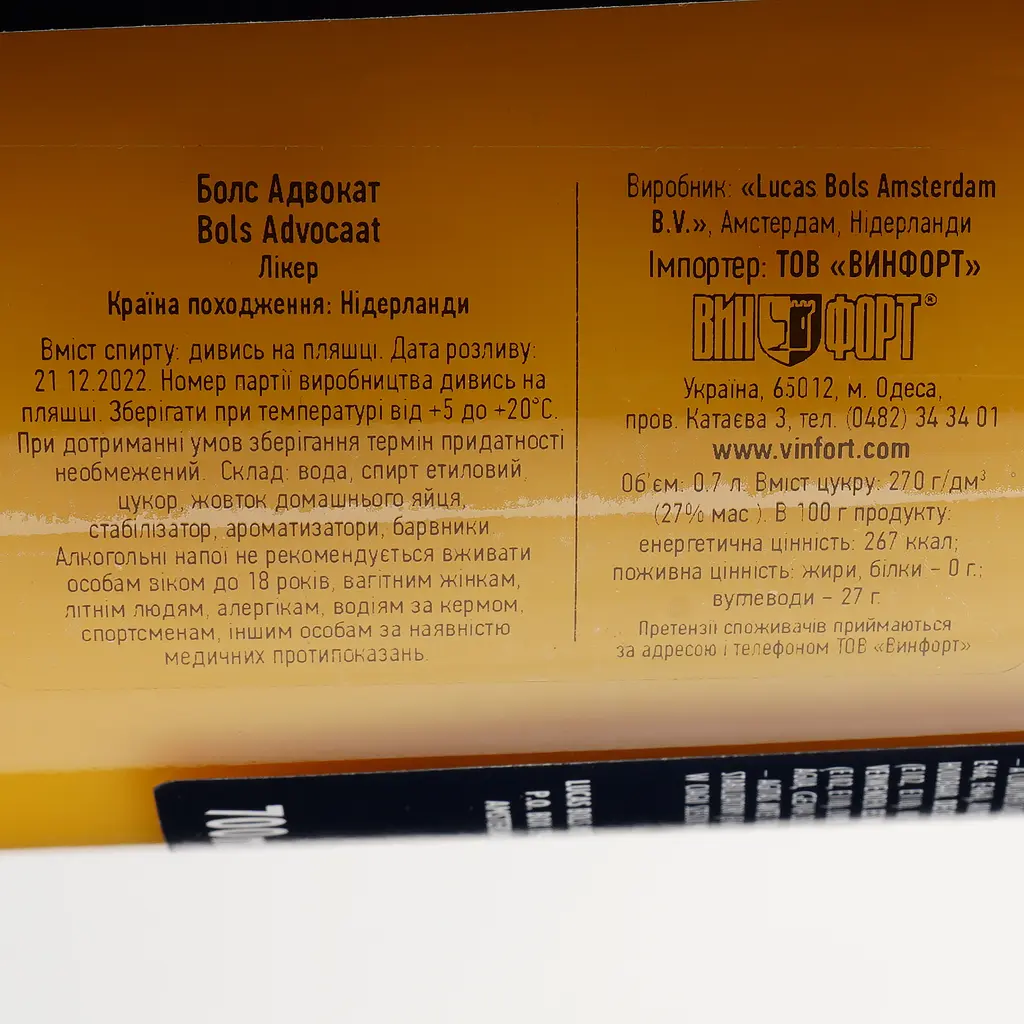 Болс Адвокат
Bols Advocaat
Лікер
Країна походження: Нідерланди
Вміст спирту: дивись на пляшці. Дата розливу:
21 12.2022. Номер партії виробництва дивись на
пляшці. Зберігати при температурі від +5 до +20°С.
При дотриманні умов зберігання термін придатності
необмежений. Склад: вода, спирт етиловий,
цукор, жовток домашнього яйця,
стабілізатор, ароматизатори, барвники
Алкогольні напої не рекомендується вживати
особам віком до 18 років, вагітним жінкам,
літнім людям, алергікам, водіям за кермом,
спортсменам, іншим особам за наявністю
медичних протипоказань.
Виробник: «Lucas Bols Amsterdam
B.V.», Амстердам, Нідерланди
Імпортер: ТОВ «ВИНФОРТ»
ВИН ФОРТ®
Україна, 65012, м. Одеса,
пров. Катаєва 3, тел. (0482) 34 34 01
www.vinfort.com
Об'єм: 0.7 л. Вміст цукру: 270 г/дм³
(27% мас ). В 100 г продукту:
енергетична цінність: 267 ккал;
поживна цінність: жири, білки – 0 г.;
вуглеводи – 27 г.
Претензії споживачів приймаються
за адресою і телефоном ТОВ «Винфорт»
700
LUCAS
P.O.